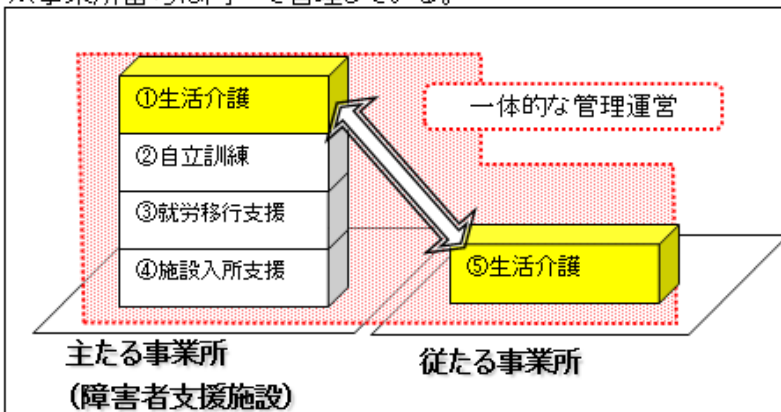 ①生活介護
一体的な管理運営
②自立訓練
③就労移行支援
④施設入所支援
⑤生活介護
主たる事業所
（障害者支援施設）
従たる事業所